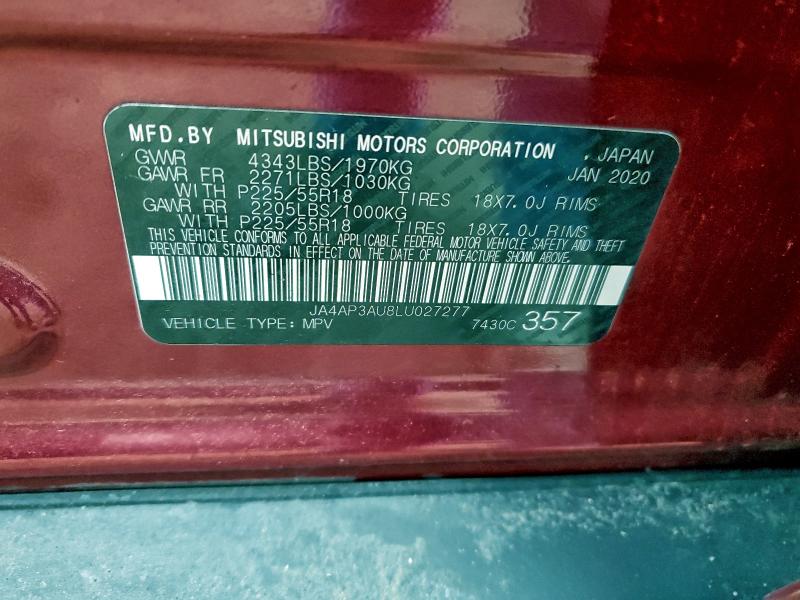 MFD.BY MITSUBISHI MOTORS CORPORATION , JAPAN
GVWR 4343LBS/1970KG JAN 2020
GAWR FR 2271LBS/1030KG
WITH P225/55R18 TIRES 18X7.0J RIMS
GAWR RR 2205LBS/1000KG
WITH P225/55R18 TIRES 18X7.0J RIMS
THIS VEHICLE CONFORMS TO ALL APPLICABLE FEDERAL MOTOR VEHICLE SAFETY AND THEFT
PREVENTION STANDARDS IN EFFECT ON THE DATE OF MANUFACTURE SHOWN ABOVE.
JA4AP3AU8LU027277
VEHICLE TYPE: MPV 7430C 357